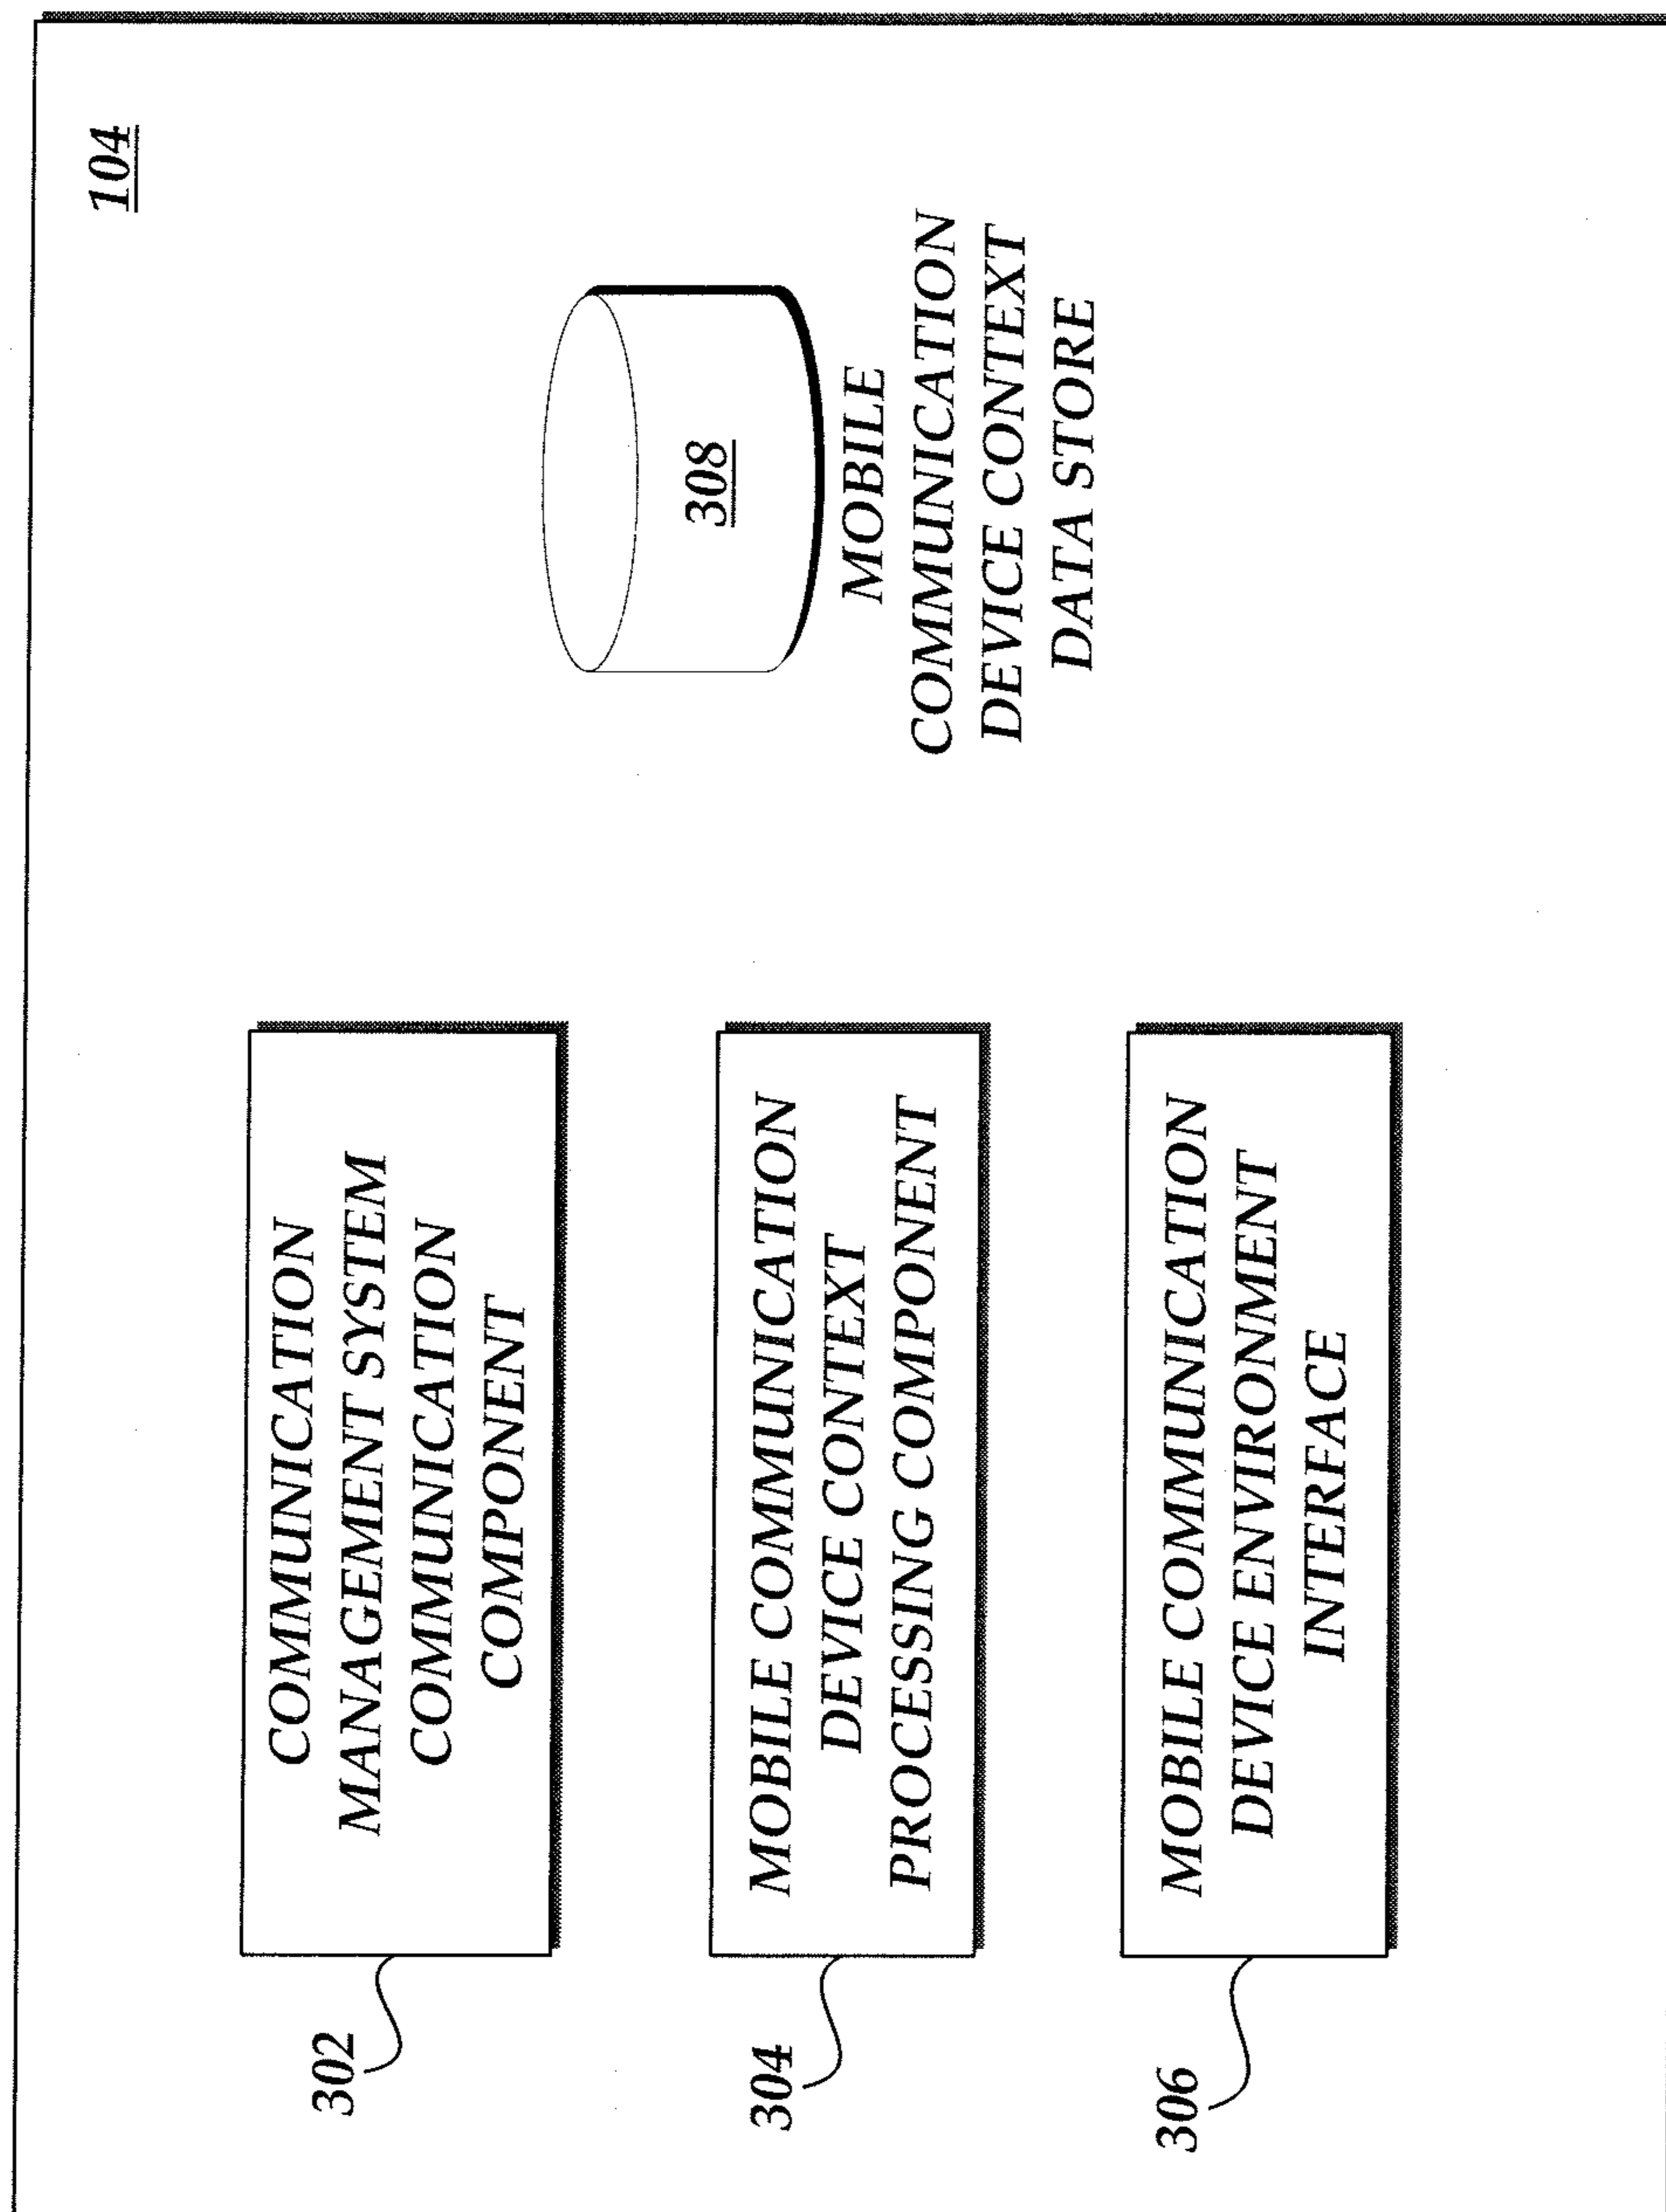 104
302
COMMUNICATION
MANAGEMENT SYSTEM
COMMUNICATION
COMPONENT
304
MOBILE COMMUNICATION
DEVICE CONTEXT
PROCESSING COMPONENT
306
MOBILE COMMUNICATION
DEVICE ENVIRONMENT
INTERFACE
308
MOBILE
COMMUNICATION
DEVICE CONTEXT
DATA STORE